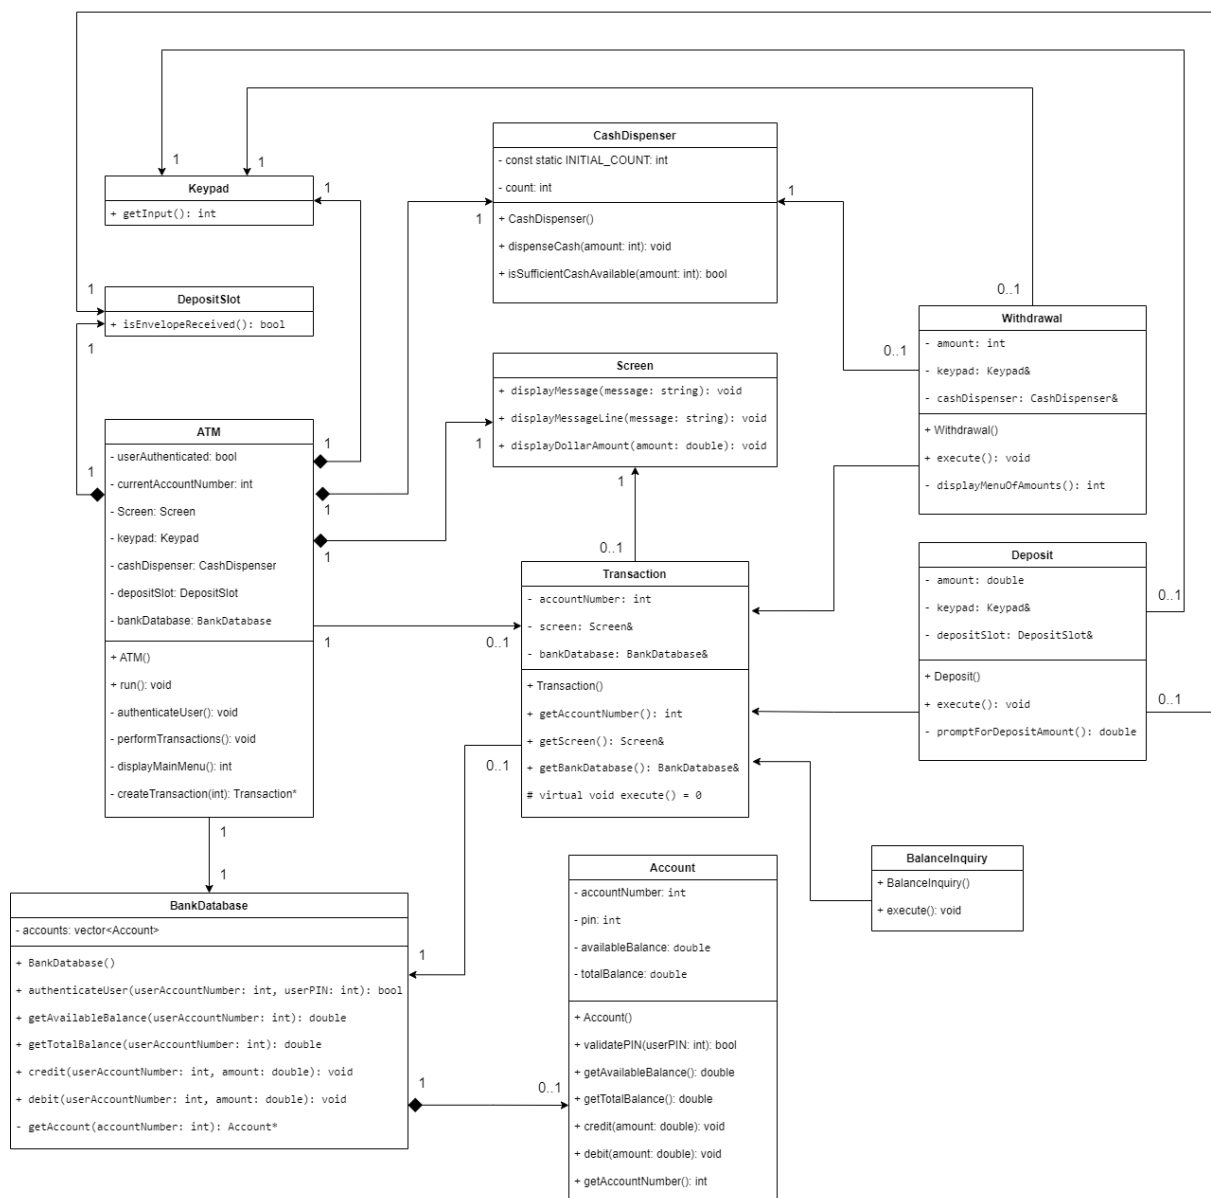 CashDispenser
- const static INITIAL_COUNT: int
- count: int
+ CashDispenser()
+ dispenseCash(amount: int): void
+ isSufficientCashAvailable(amount: int): bool
1
1
1
1
1
Keypad
+ getInput(): int
1
DepositSlot
+ isEnvelopeReceived(): bool
1
0..1
Withdrawal
- amount: int
- keypad: Keypad&
- cashDispenser: CashDispenser&
+ Withdrawal()
+ execute(): void
- displayMenuOfAmounts(): int
0..1
Screen
+ displayMessage(message: string): void
+ displayMessageLine(message: string): void
+ displayDollarAmount(amount: double): void
1
1
ATM
- userAuthenticated: bool
- currentAccountNumber: int
- Screen: Screen
- keypad: Keypad
- cashDispenser: CashDispenser
- depositSlot: DepositSlot
- bankDatabase: BankDatabase
+ ATM()
+ run(): void
- authenticateUser(): void
- performTransactions(): void
- displayMainMenu(): int
- createTransaction(int): Transaction*
1
1
1
1
1
0..1
0..1
Transaction
- accountNumber: int
- screen: Screen&
- bankDatabase: BankDatabase&
+ Transaction()
+ getAccountNumber(): int
+ getScreen(): Screen&
+ getBankDatabase(): BankDatabase&
# virtual void execute() = 0
0..1
Deposit
- amount: double
- keypad: Keypad&
- depositSlot: DepositSlot&
+ Deposit()
+ execute(): void
- promptForDepositAmount(): double
0..1
0..1
1
1
BankDatabase
- accounts: vector<Account>
+ BankDatabase()
+ authenticateUser(userAccountNumber: int, userPIN: int): bool
+ getAvailableBalance(userAccountNumber: int): double
+ getTotalBalance(userAccountNumber: int): double
+ credit(userAccountNumber: int, amount: double): void
+ debit(userAccountNumber: int, amount: double): void
- getAccount(accountNumber: int): Account*
1
1
0..1
Account
- accountNumber: int
- pin: int
- availableBalance: double
- totalBalance: double
+ Account()
+ validatePIN(userPIN: int): bool
+ getAvailableBalance(): double
+ getTotalBalance(): double
+ credit(amount: double): void
+ debit(amount: double): void
+ getAccountNumber(): int
BalanceInquiry
+ BalanceInquiry()
+ execute(): void